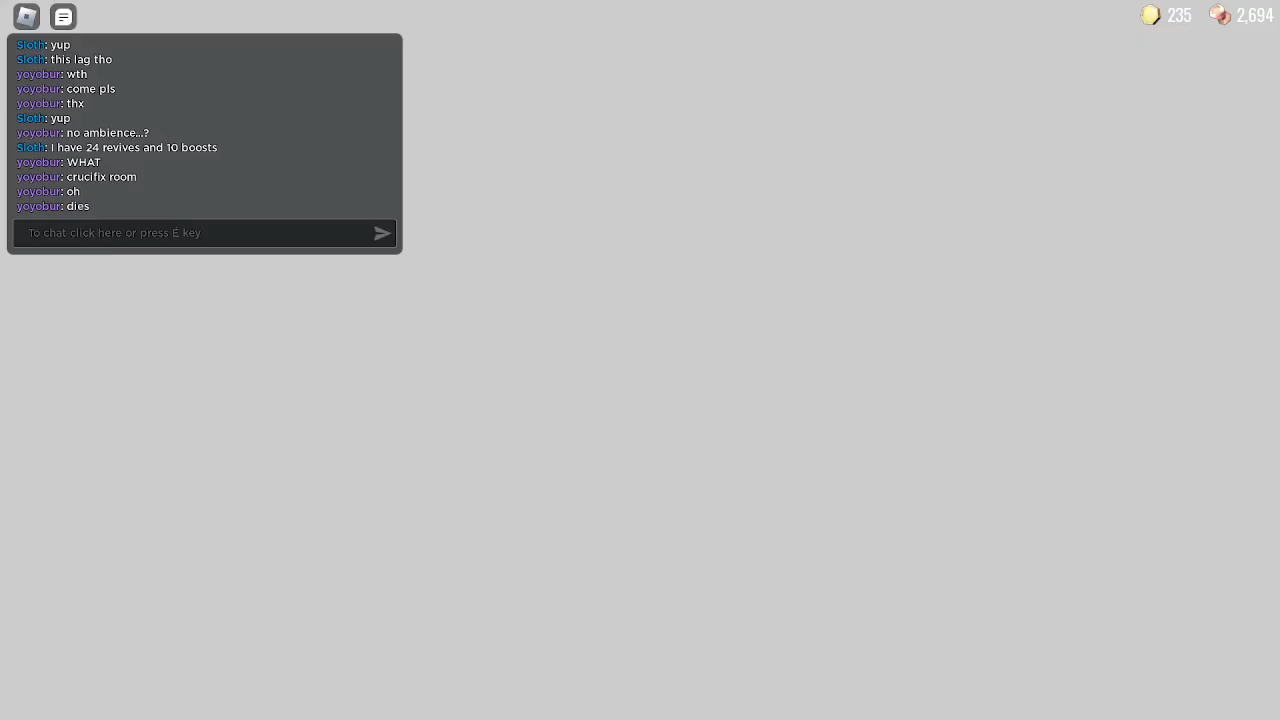 235
2,694
Sloth: yup
Sloth: this lag tho
yoyobur: wth
yoyobur: come pls
yoyobur: thx
Sloth: yup
yoyobur: no ambience...?
Sloth: I have 24 revives and 10 boosts
yoyobur: WHAT
yoyobur: crucifix room
yoyobur: oh
yoyobur: dies
To chat click here or press É key